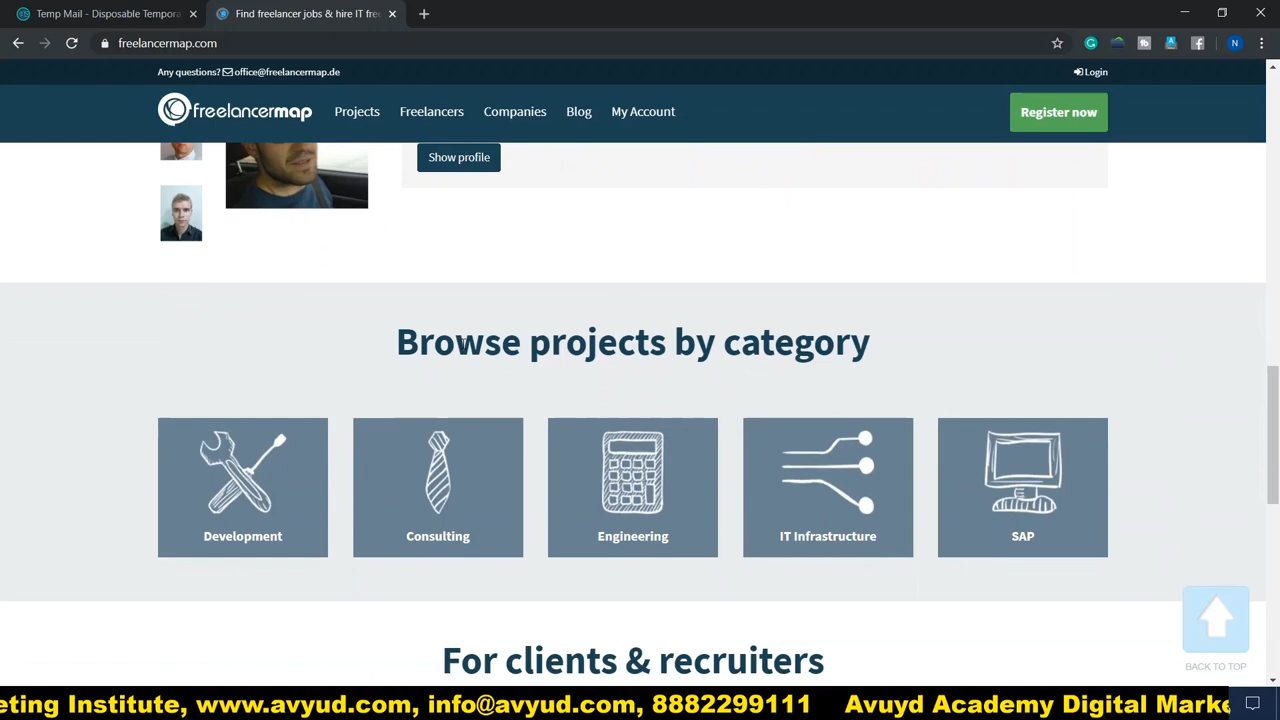 Temp Mail - Disposable Tempora
Find freelancer jobs & hire IT fre
freelancermap.com
Any questions? office@freelancermap.de
Login
freelancermap
Projects
Freelancers
Companies
Blog
My Account
Register now
Show profile
Browse projects by category
Development
Consulting
Engineering
IT Infrastructure
SAP
For clients & recruiters
BACK TO TOP
eting Institute, www.avyud.com, info@avyud.com, 8882299111 Avuyd Academy Digital Marke